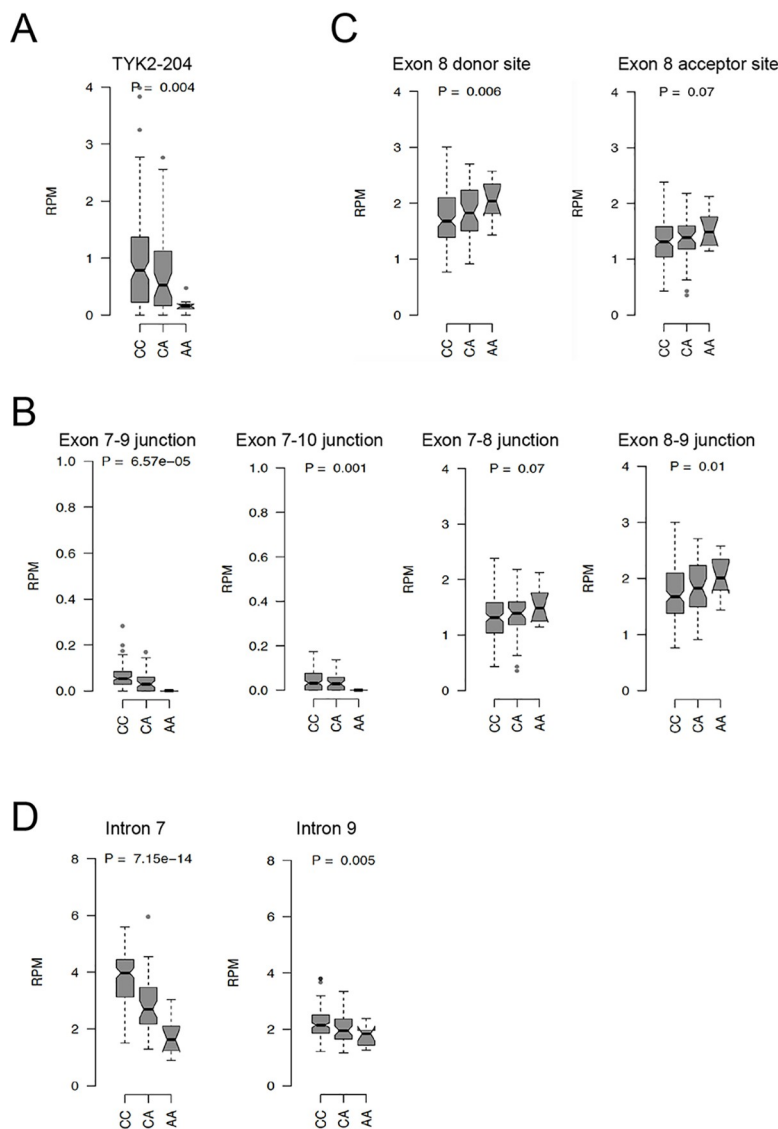 A
TYK2-204
P = 0.004
RPM
4
3
2
1
0
CC CA AA
C
Exon 8 donor site
P = 0.006
RPM
4
3
2
1
0
CC CA AA
Exon 8 acceptor site
P = 0.07
RPM
4
3
2
1
0
CC CA AA
B
Exon 7-9 junction
P = 6.57e−05
RPM
1.0
0.8
0.6
0.4
0.2
0.0
CC CA AA
Exon 7-10 junction
P = 0.001
RPM
1.0
0.8
0.6
0.4
0.2
0.0
CC CA AA
Exon 7-8 junction
P = 0.07
RPM
4
3
2
1
0
CC CA AA
Exon 8-9 junction
P = 0.01
RPM
4
3
2
1
0
CC CA AA
D
Intron 7
P = 7.15e−14
RPM
8
6
4
2
0
CC CA AA
Intron 9
P = 0.005
RPM
8
6
4
2
0
CC CA AA